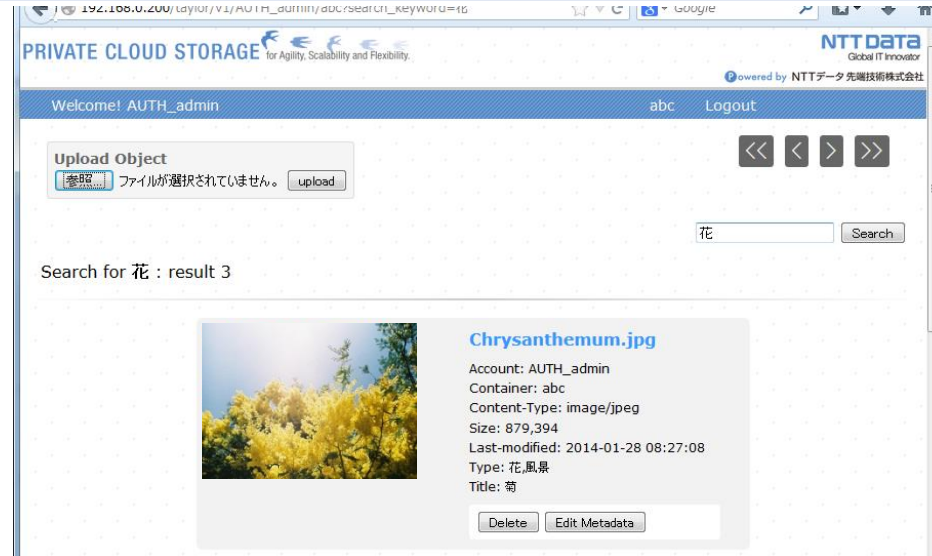 192.168.0.200/taylor/v1/AUTH_admin/abc?search_keyword=花
Google
PRIVATE CLOUD STORAGE for Agility, Scalability and Flexibility.
NTT DATA
Global IT Innovator
Powered by NTTデータ先端技術株式会社
Welcome! AUTH_admin abc Logout
Upload Object
<< < > >>
参照... ファイルが選択されていません。 upload
花 Search
Search for 花 : result 3
Chrysanthemum.jpg
Account: AUTH_admin
Container: abc
Content-Type: image/jpeg
Size: 879,394
Last-modified: 2014-01-28 08:27:08
Type: 花,風景
Title: 菊
Delete Edit Metadata